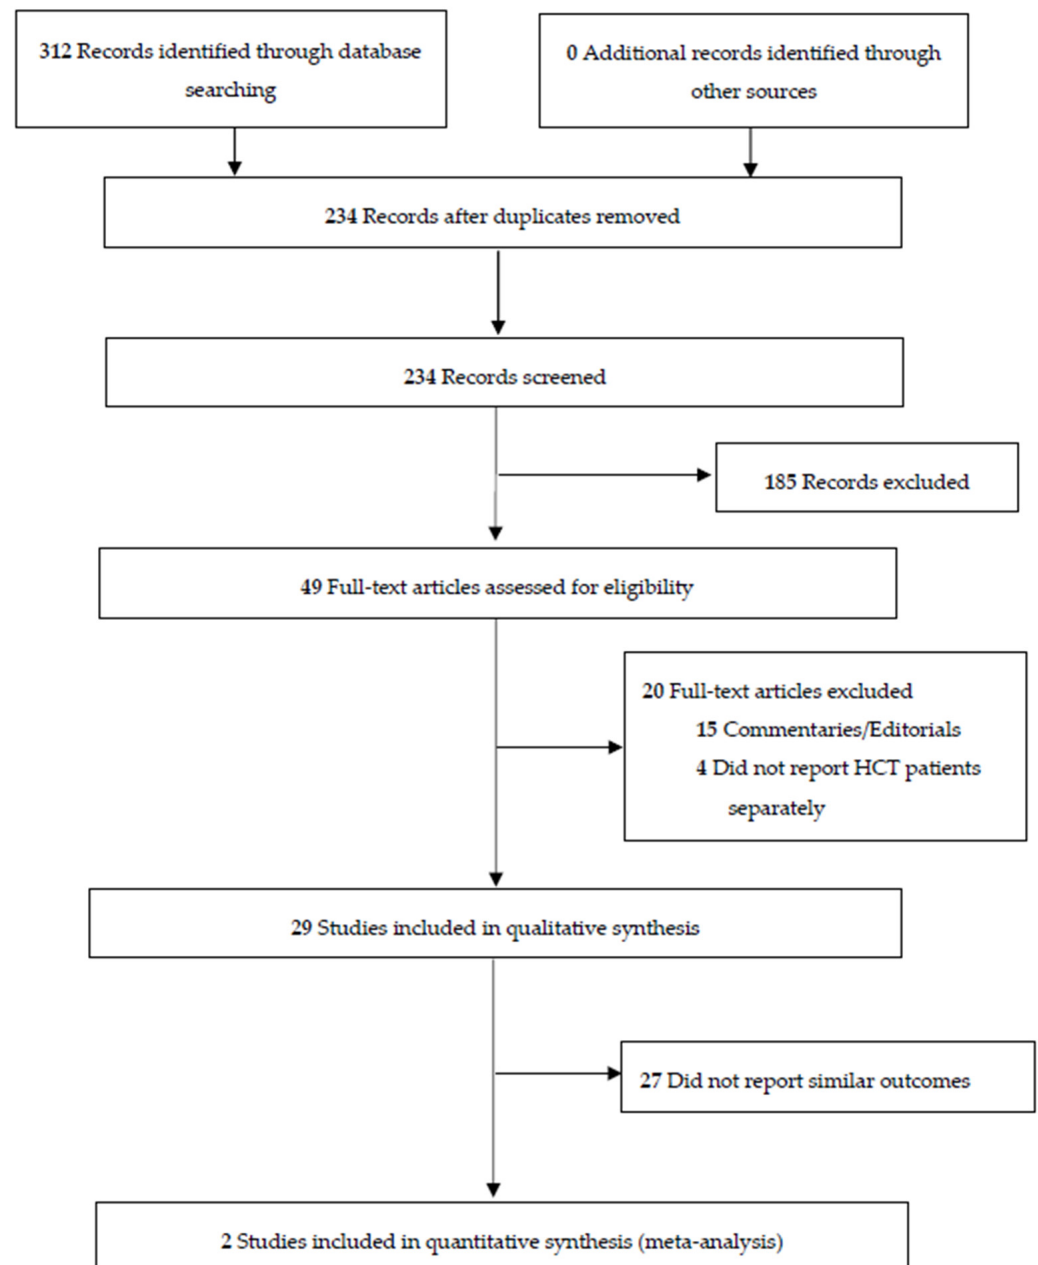 312 Records identified through database
searching
0 Additional records identified through
other sources
234 Records after duplicates removed
234 Records screened
185 Records excluded
49 Full-text articles assessed for eligibility
20 Full-text articles excluded
15 Commentaries/Editorials
4 Did not report HCT patients
separately
29 Studies included in qualitative synthesis
27 Did not report similar outcomes
2 Studies included in quantitative synthesis (meta-analysis)